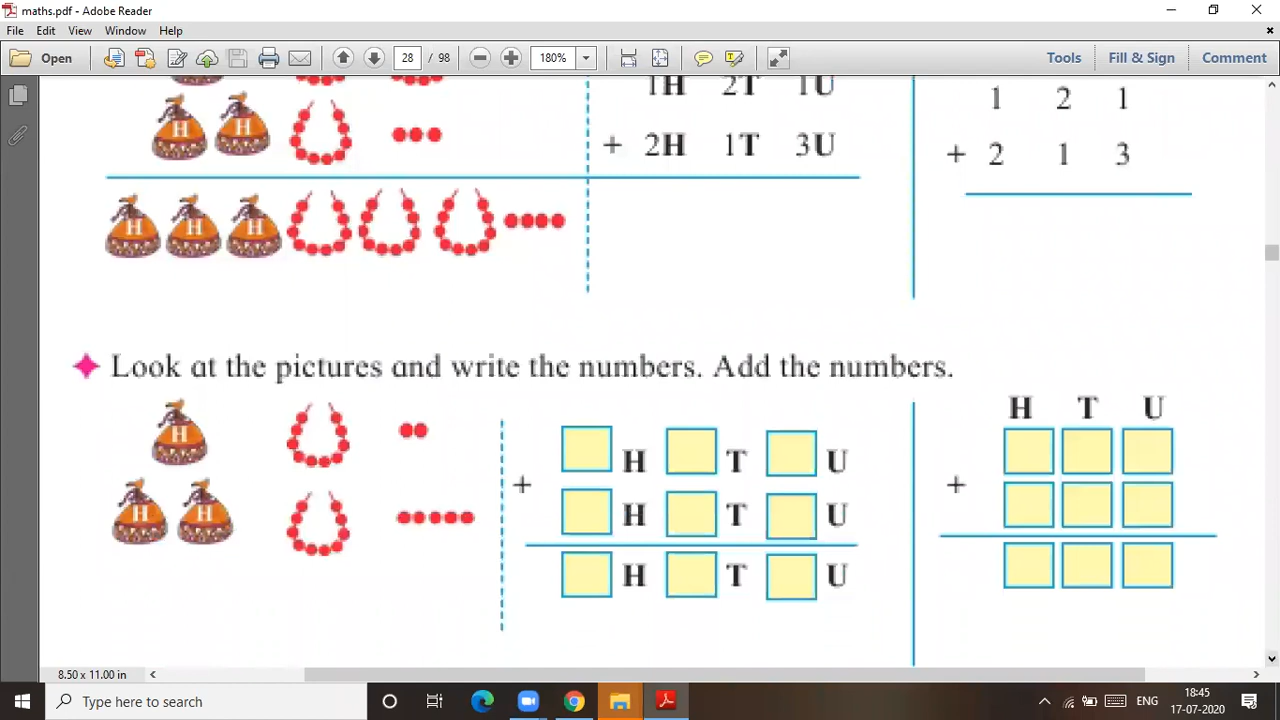 maths.pdf - Adobe Reader
File Edit View Window Help
Open 28 / 98 180% Tools Fill & Sign Comment
1H 2T 1U
+ 2H 1T 3U
1 2 1
+ 2 1 3
H H
H H H
Look at the pictures and write the numbers. Add the numbers.
H T U
H
H H
+ H T U
H T U
H T U
+
8.50 x 11.00 in
Type here to search
ENG
18:45
17-07-2020